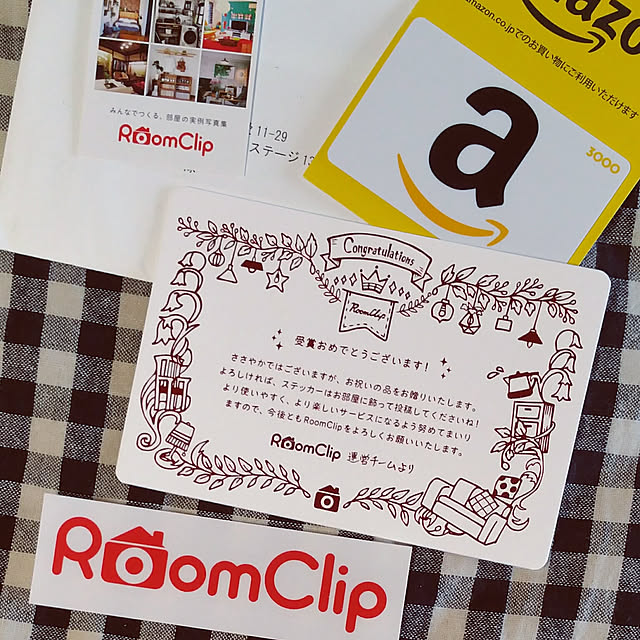 みんなでつくる、部屋の実例写真集
RoomClip
11-29
ステージ13
amazon.co.jpでのお買い物にご利用いただけます
a
3000
Congratulations
RoomClip
受賞おめでとうございます!
ささやかではございますが、お祝いの品をお贈りいたします。
よろしければ、ステッカーはお部屋に飾って投稿してくださいね!
より使いやすく、より楽しいサービスになるよう努めてまいり
ますので、今後ともRoomClipをよろしくお願いいたします。
RoomClip 運営チームより
RoomClip